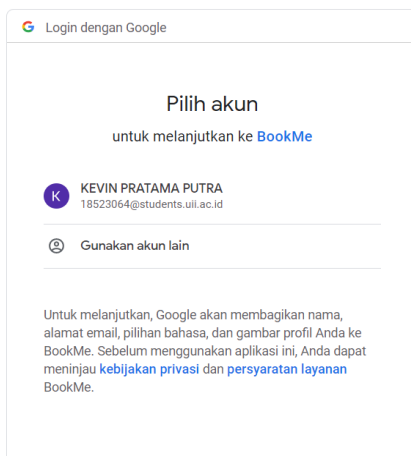 Login dengan Google
Pilih akun
untuk melanjutkan ke BookMe
K
KEVIN PRATAMA PUTRA
18523064@students.uii.ac.id
Gunakan akun lain
Untuk melanjutkan, Google akan membagikan nama,
alamat email, pilihan bahasa, dan gambar profil Anda ke
BookMe. Sebelum menggunakan aplikasi ini, Anda dapat
meninjau kebijakan privasi dan persyaratan layanan
BookMe.